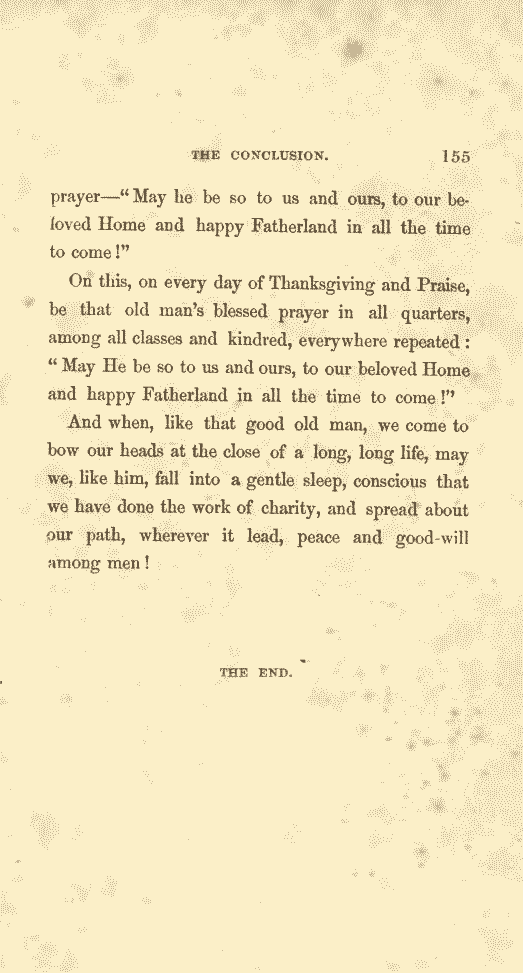 THE CONCLUSION. 155
prayer—“May he be so to us and ours, to our be-
loved Home and happy Fatherland in all the time
to come!”
On this, on every day of Thanksgiving and Praise,
be that old man's blessed prayer in all quarters,
among all classes and kindred, everywhere repeated:
“May He be so to us and ours, to our beloved Home
and happy Fatherland in all the time to come!”
And when, like that good old man, we come to
bow our heads at the close of a long, long life, may
we, like him, fall into a gentle sleep, conscious that
we have done the work of charity, and spread about
our path, wherever it lead, peace and good-will
among men!
THE END.